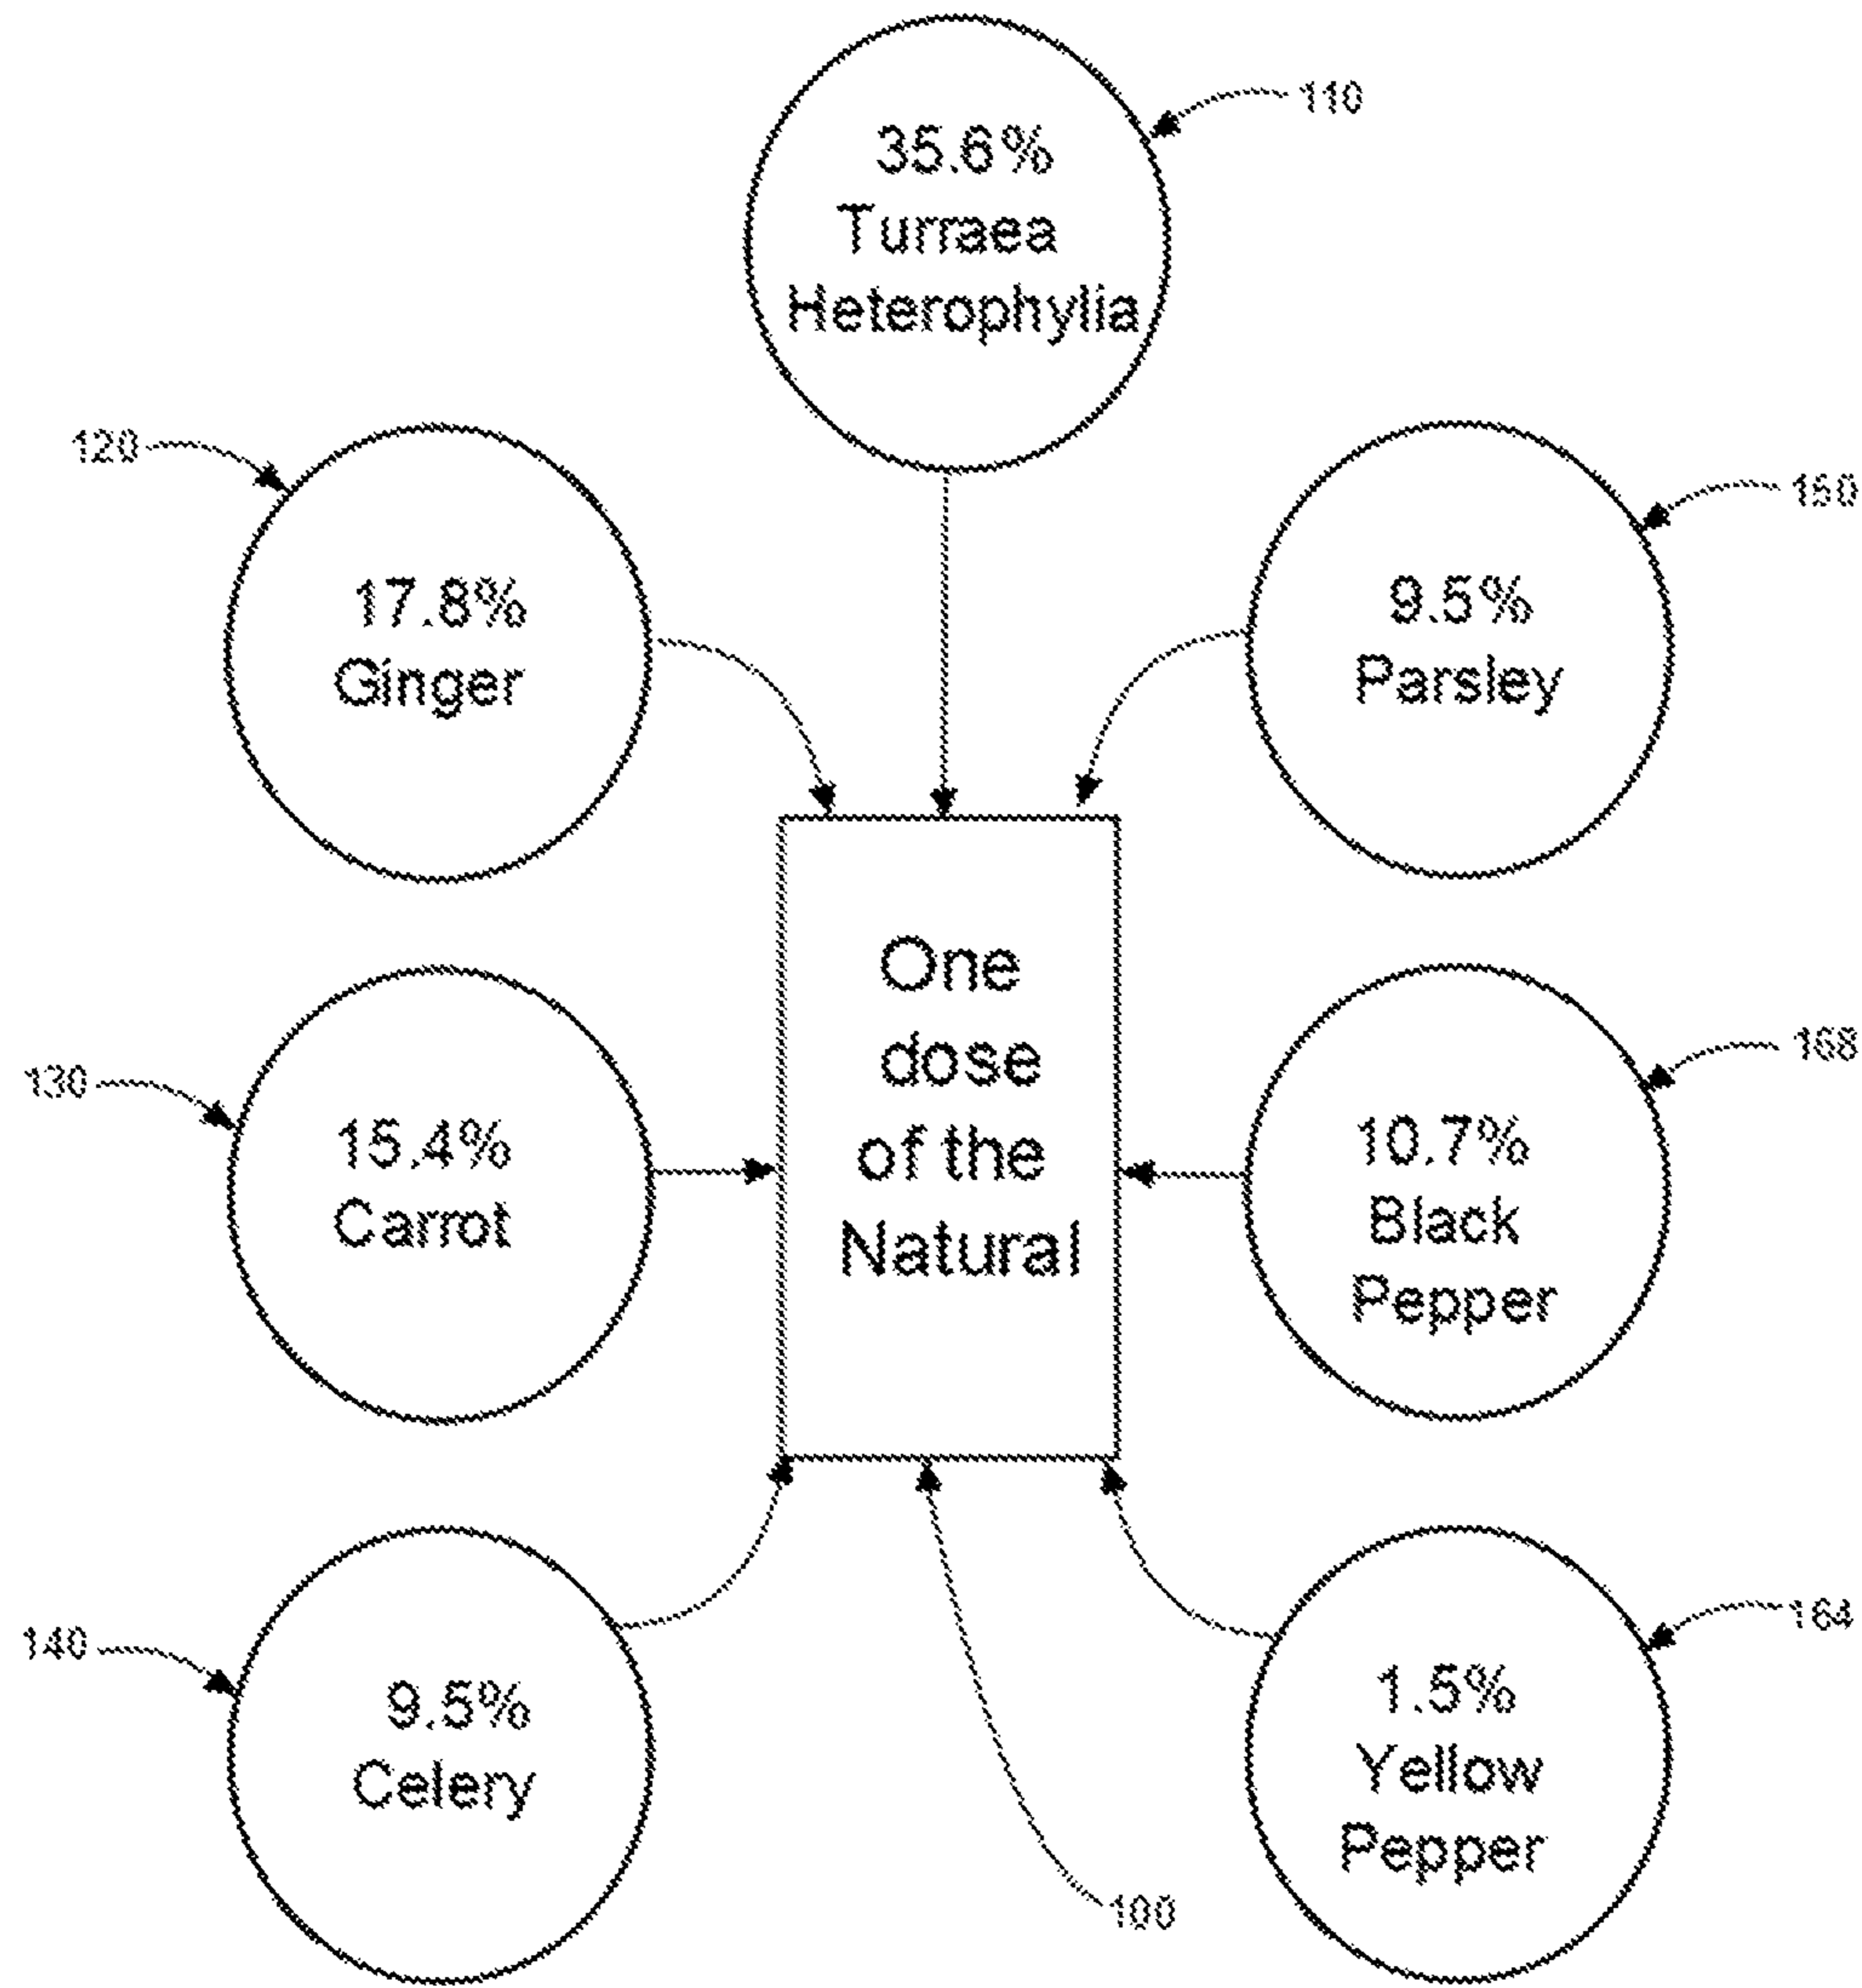 110
35.6%
Turraea
Heterophylia
120
150
17.8%
Ginger
9.5%
Parsley
One
dose
of the
Natural
130
15.4%
Carrot
168
10.7%
Black
Pepper
140
9.5%
Celery
164
1.5%
Yellow
Pepper
100